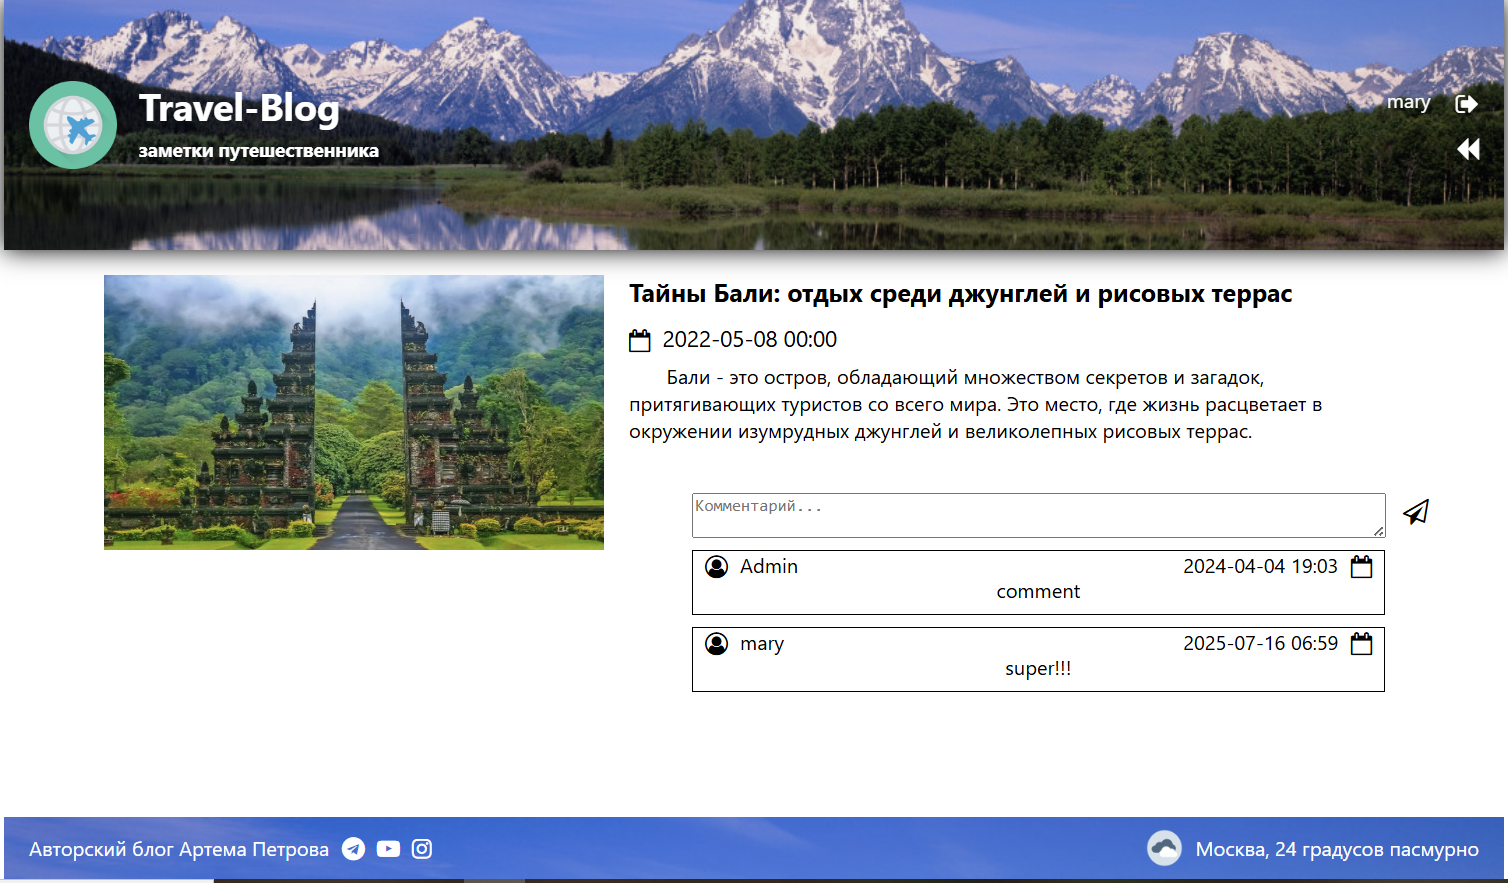 Travel-Blog
заметки путешественника
mary
Тайны Бали: отдых среди джунглей и рисовых террас
2022-05-08 00:00
Бали - это остров, обладающий множеством секретов и загадок,
притягивающих туристов со всего мира. Это место, где жизнь расцветает в
окружении изумрудных джунглей и великолепных рисовых террас.
Комментарий...
Admin 2024-04-04 19:03
comment
mary 2025-07-16 06:59
super!!!
Авторский блог Артема Петрова Москва, 24 градусов пасмурно